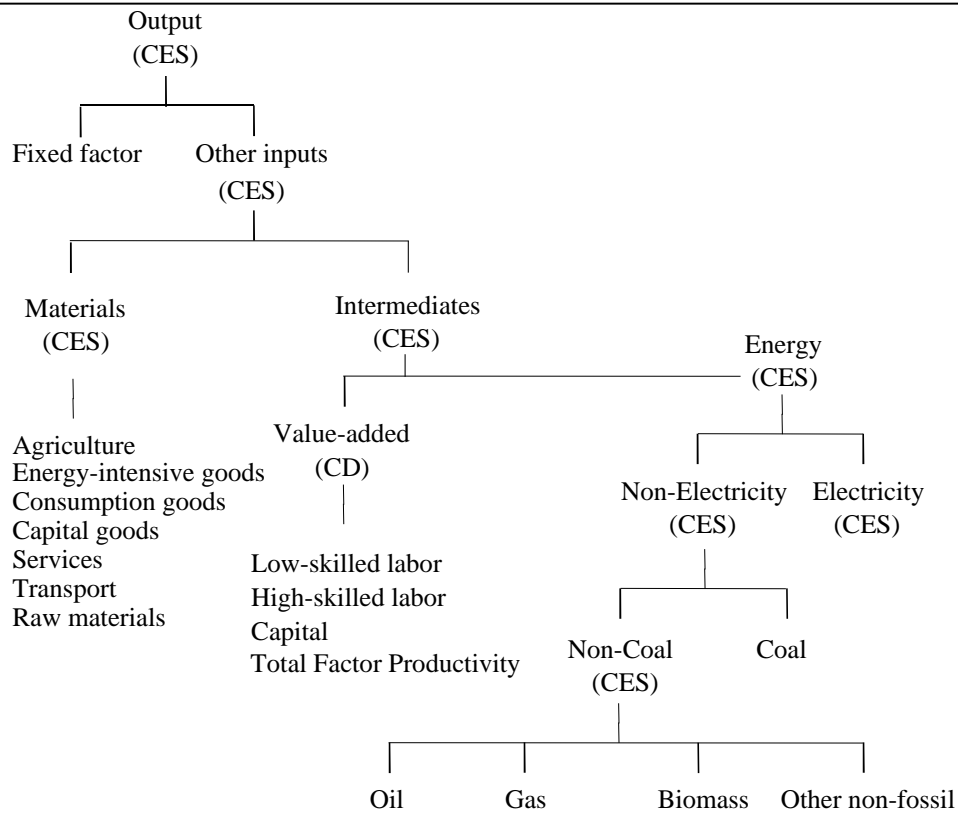 Output
(CES)
Fixed factor
Other inputs
(CES)
Materials
(CES)
Intermediates
(CES)
Energy
(CES)
Agriculture
Energy-intensive goods
Consumption goods
Capital goods
Services
Transport
Raw materials
Value-added
(CD)
Low-skilled labor
High-skilled labor
Capital
Total Factor Productivity
Non-Electricity
(CES)
Electricity
(CES)
Non-Coal
(CES)
Coal
Oil
Gas
Biomass
Other non-fossil